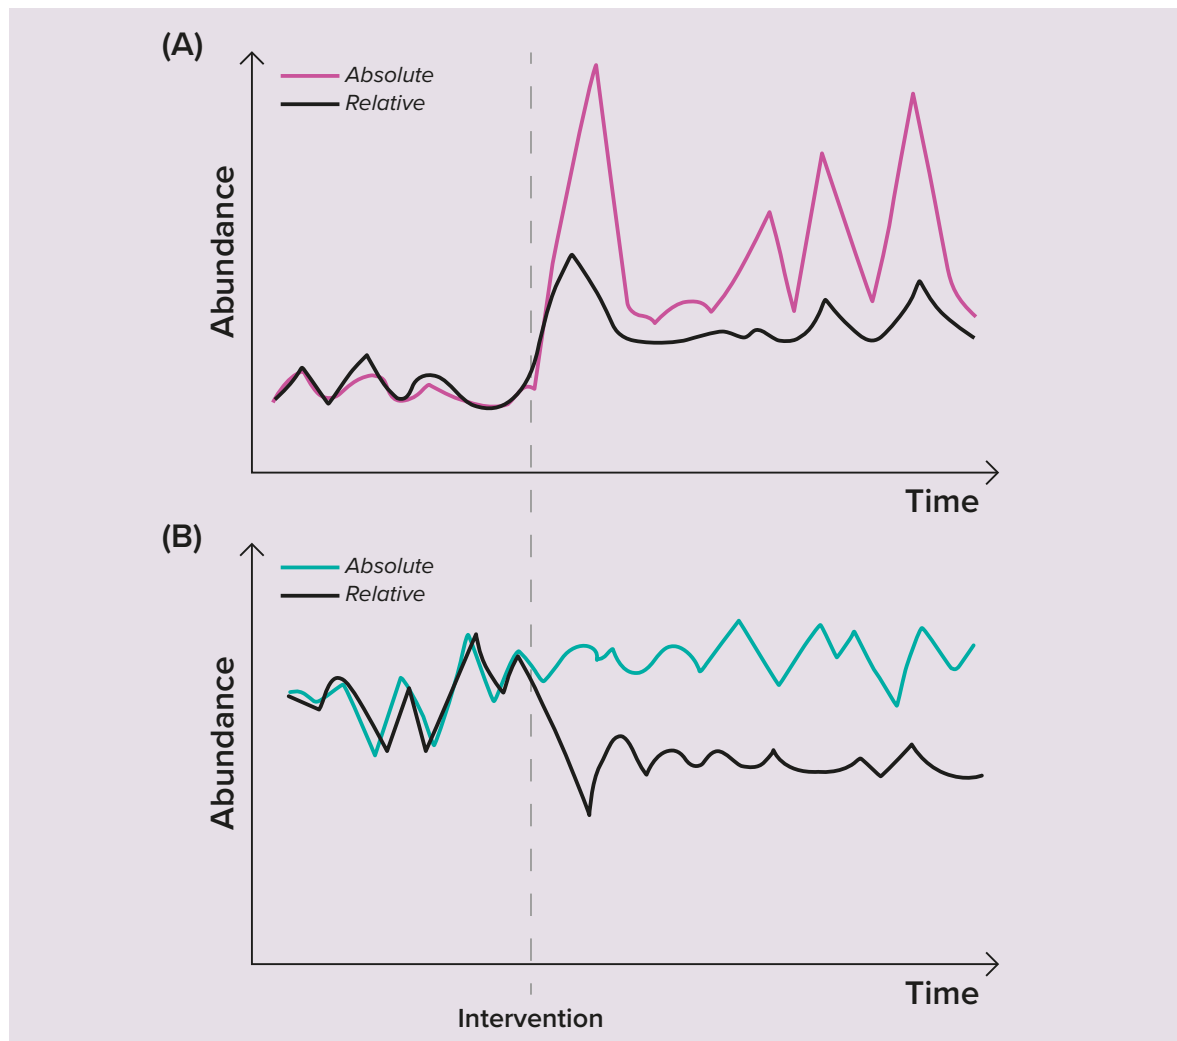 (A)
Absolute
Relative
Abundance
Time
(B)
Absolute
Relative
Abundance
Time
Intervention